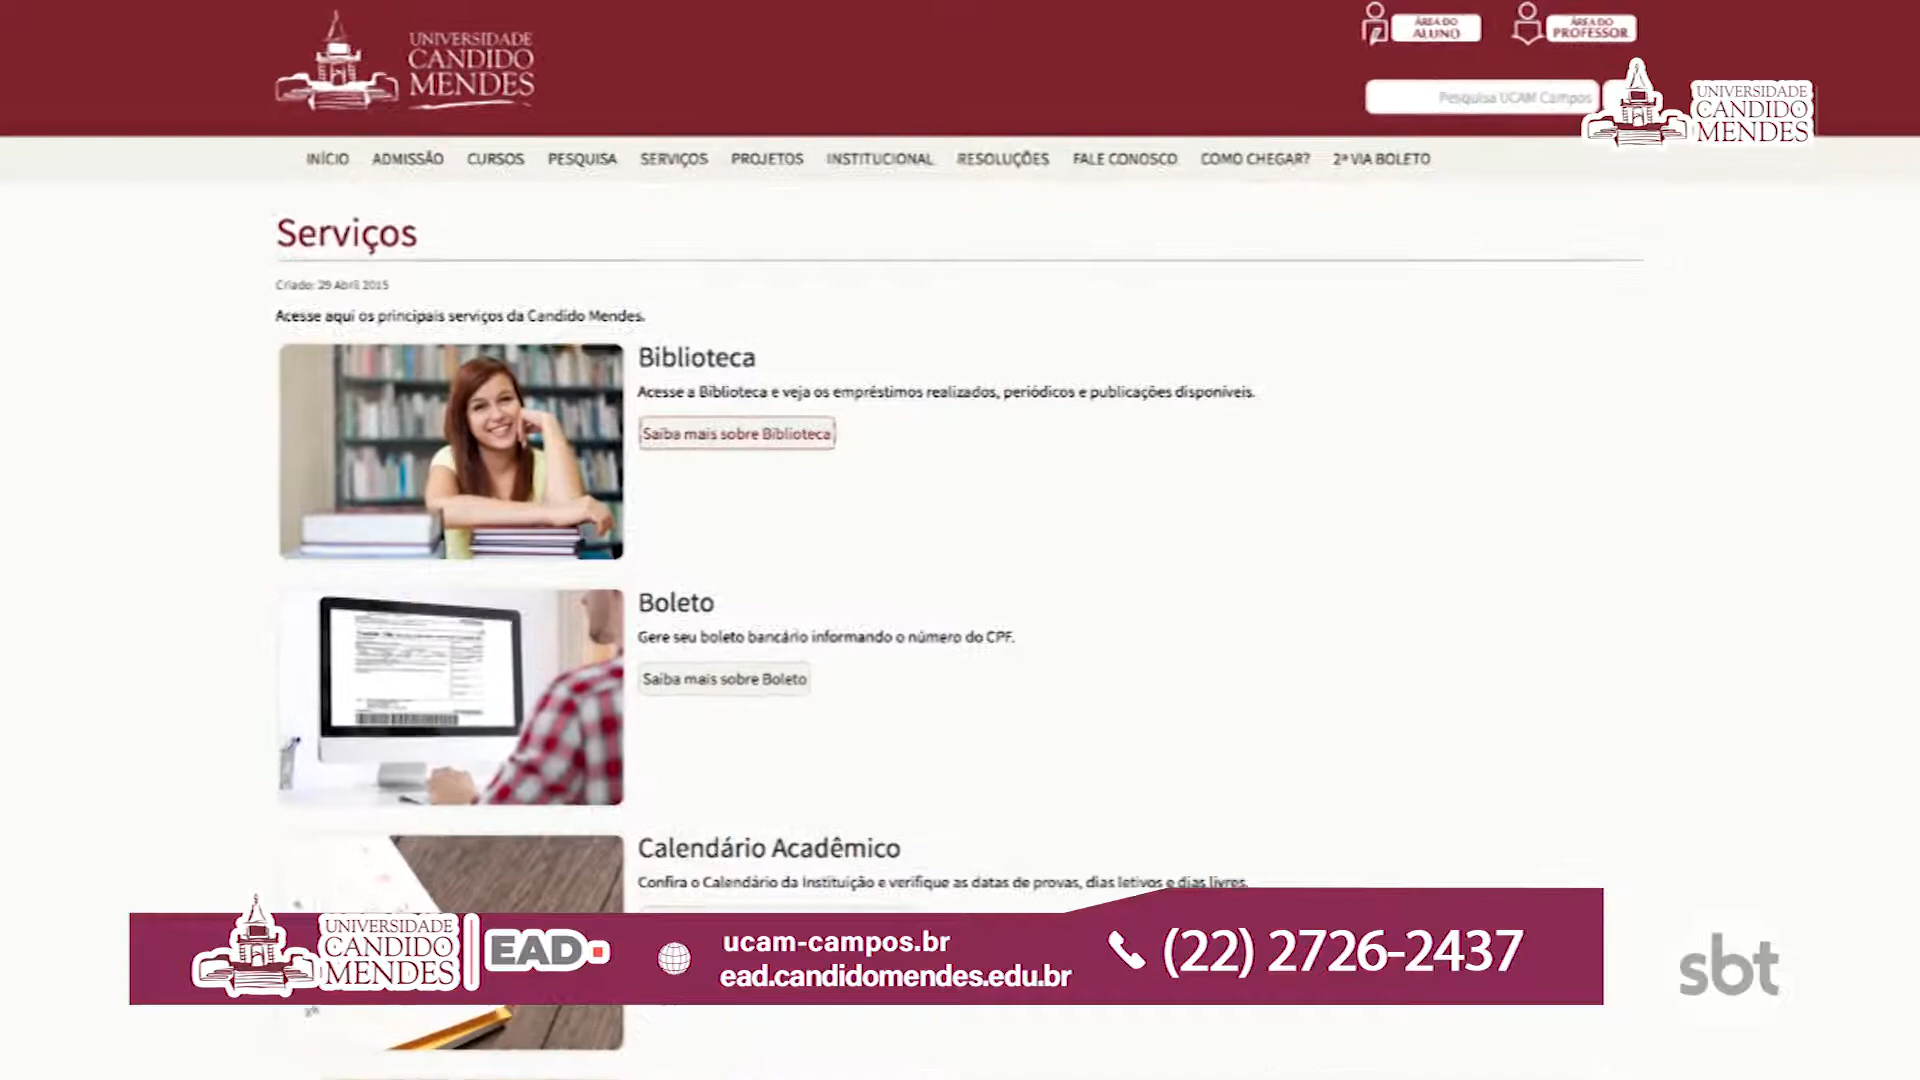 UNIVERSIDADE
CANDIDO
MENDES
ÁREA DO
ALUNO
ÁREA DO
PROFESSOR
Pesquisa UCAM Campos
UNIVERSIDADE
CANDIDO
MENDES
INÍCIO ADMISSÃO CURSOS PESQUISA SERVIÇOS PROJETOS INSTITUCIONAL RESOLUÇÕES FALE CONOSCO COMO CHEGAR? 2ª VIA BOLETO
Serviços
Criado: 29 Abril 2015
Acesse aqui os principais serviços da Candido Mendes.
Biblioteca
Acesse a Biblioteca e veja os empréstimos realizados, periódicos e publicações disponíveis.
Saiba mais sobre Biblioteca
Boleto
Gere seu boleto bancário informando o número do CPF.
Saiba mais sobre Boleto
Calendário Acadêmico
Confira o Calendário da Instituição e verifique as datas de provas, dias letivos e dias livres.
UNIVERSIDADE
CANDIDO
MENDES
EAD
ucam-campos.br
ead.candidomendes.edu.br
(22) 2726-2437
sbt